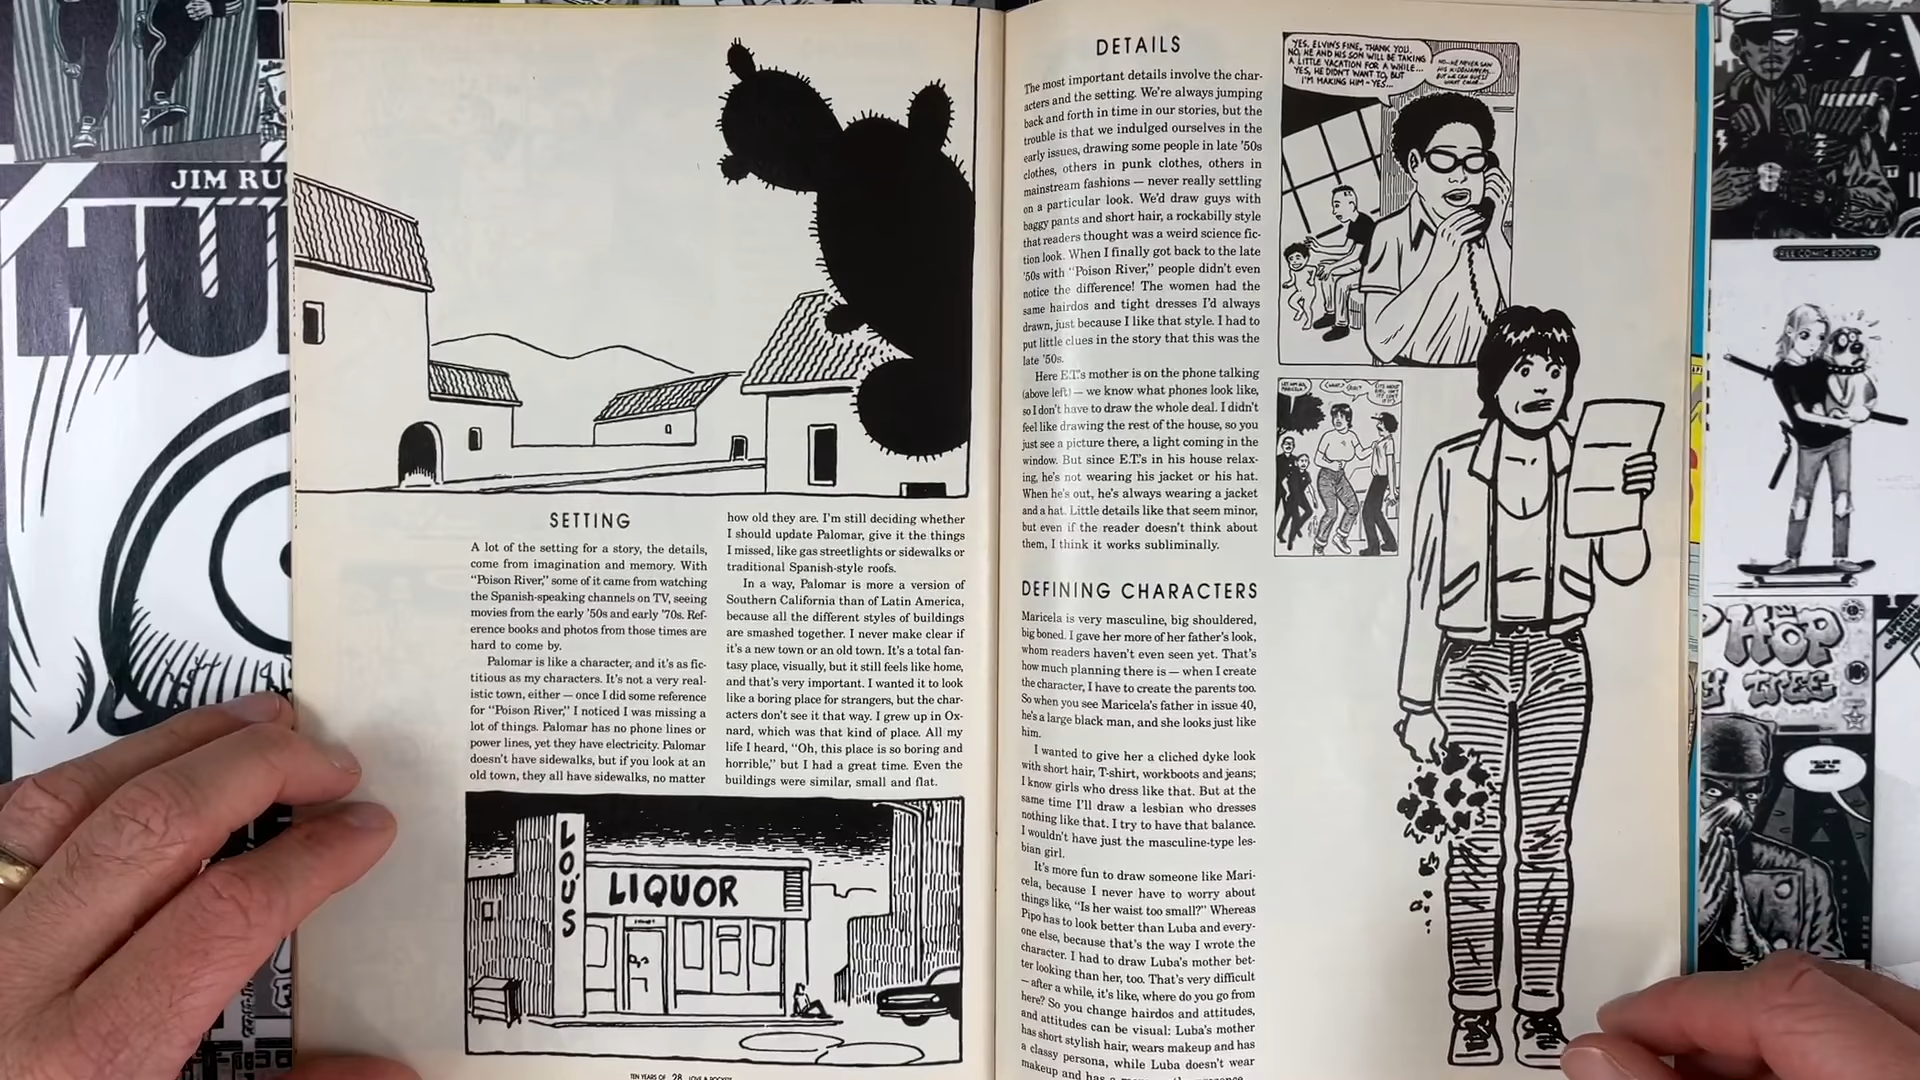 JIM RU
HU
SETTING
A lot of the setting for a story, the details,
come from imagination and memory. With
“Poison River,” some of it came from watching
the Spanish-speaking channels on TV, seeing
movies from the early ’50s and early ’70s. Ref-
erence books and photos from those times are
hard to come by.
Palomar is like a character, and it’s as fic-
titious as my characters. It’s not a very real-
istic town, either — once I did some reference
for “Poison River,” I noticed I was missing a
lot of things. Palomar has no phone lines or
power lines, yet they have electricity. Palomar
doesn’t have sidewalks, but if you look at an
old town, they all have sidewalks, no matter
how old they are. I’m still deciding whether
I should update Palomar, give it the things
I missed, like gas streetlights or sidewalks or
traditional Spanish-style roofs.
In a way, Palomar is more a version of
Southern California than of Latin America,
because all the different styles of buildings
are smashed together. I never make clear if
it’s a new town or an old town. It’s a total fan-
tasy place, visually, but it still feels like home,
and that’s very important. I wanted it to look
like a boring place for strangers, but the char-
acters don’t see it that way. I grew up in Ox-
nard, which was that kind of place. All my
life I heard, “Oh, this place is so boring and
horrible,” but I had a great time. Even the
buildings were similar, small and flat.
LOU'S
LIQUOR
TEN YEARS OF 28 LOVE & ROCKETS
DETAILS
The most important details involve the char-
acters and the setting. We’re always jumping
back and forth in time in our stories, but the
trouble is that we indulged ourselves in the
early issues, drawing some people in late ’50s
clothes, others in punk clothes, others in
mainstream fashions — never really settling
on a particular look. We’d draw guys with
baggy pants and short hair, a rockabilly style
that readers thought was a weird science fic-
tion look. When I finally got back to the late
’50s with “Poison River,” people didn’t even
notice the difference! The women had the
same hairdos and tight dresses I’d always
drawn, just because I like that style. I had to
put little clues in the story that this was the
late ’50s.
Here E.T.’s mother is on the phone talking
(above left) — we know what phones look like,
so I don’t have to draw the whole deal. I didn’t
feel like drawing the rest of the house, so you
just see a picture there, a light coming in the
window. But since E.T.’s in his house relax-
ing, he’s not wearing his jacket or his hat.
When he’s out, he’s always wearing a jacket
and a hat. Little details like that seem minor,
but even if the reader doesn’t think about
them, I think it works subliminally.
DEFINING CHARACTERS
Maricela is very masculine, big shouldered,
big boned. I gave her more of her father’s look,
whom readers haven’t even seen yet. That’s
how much planning there is — when I create
the character, I have to create the parents too.
So when you see Maricela’s father in issue 40,
he’s a large black man, and she looks just like
him.
I wanted to give her a cliched dyke look
with short hair, T-shirt, workboots and jeans;
I know girls who dress like that. But at the
same time I’ll draw a lesbian who dresses
nothing like that. I try to have that balance.
I wouldn’t have just the masculine-type les-
bian girl.
It’s more fun to draw someone like Mari-
cela, because I never have to worry about
things like, “Is her waist too small?” Whereas
Pipo has to look better than Luba and every-
one else, because that’s the way I wrote the
character. I had to draw Luba’s mother bet-
ter looking than her, too. That’s very difficult
— after a while, it’s like, where do you go from
here? So you change hairdos and attitudes,
and attitudes can be visual: Luba’s mother
has short stylish hair, wears makeup and has
a classy persona, while Luba doesn’t wear
makeup and has a
YES, ELVIN'S FINE, THANK YOU.
NO, HE AND HIS SON WILL BE TAKING
A LITTLE VACATION FOR A WHILE...
YES, HE DIDN'T WANT TO, BUT
I'M MAKING HIM - YES...
NO-- HE NEVER SAW
HIS KIDNAPPERS,
BUT WE CAN GUESS
FREE COMIC BOOK DAY
HIP HOP
FAMILY TREE